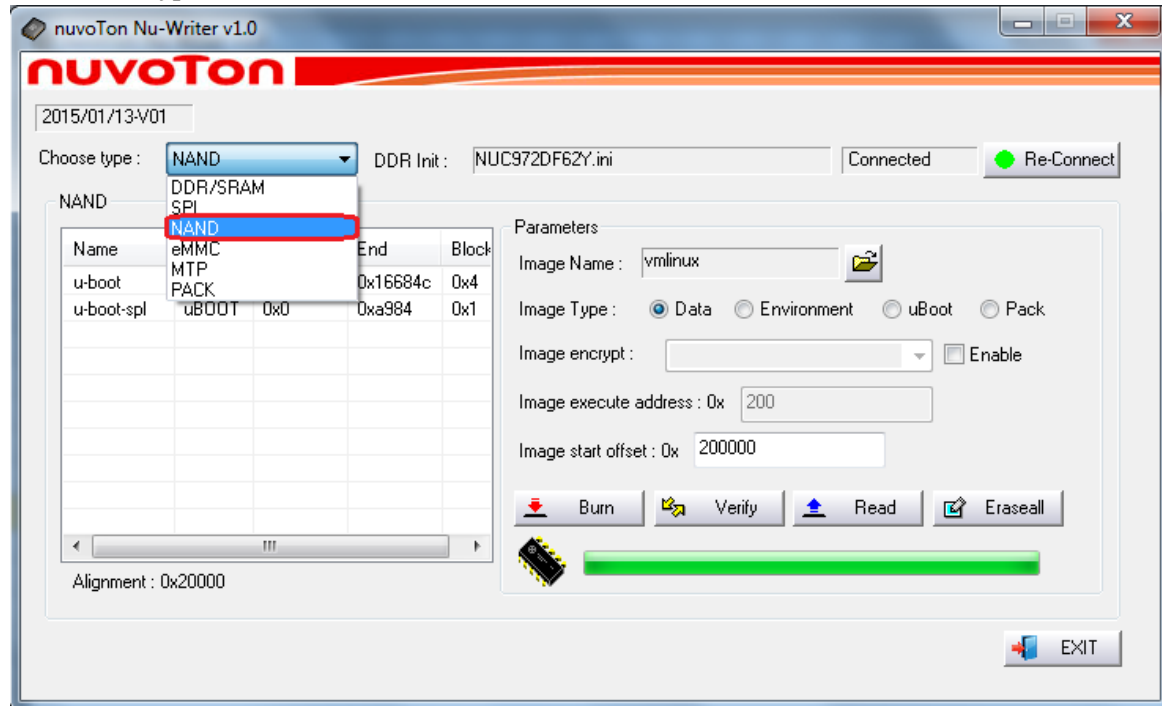 nuvoTon Nu-Writer v1.0
nuvoTon
2015/01/13-V01
Choose type : NAND DDR Init : NUC972DF62Y.ini Connected Re-Connect
DDR/SRAM
SPI
NAND
eMMC
MTP
PACK
NAND
Name End Block
u-boot 0x16684c 0x4
u-boot-spl uBOOT 0x0 0xa984 0x1
Alignment : 0x20000
Parameters
Image Name : vmlinux
Image Type : Data Environment uBoot Pack
Image encrypt : Enable
Image execute address : 0x 200
Image start offset : 0x 200000
Burn Verify Read Eraseall
EXIT